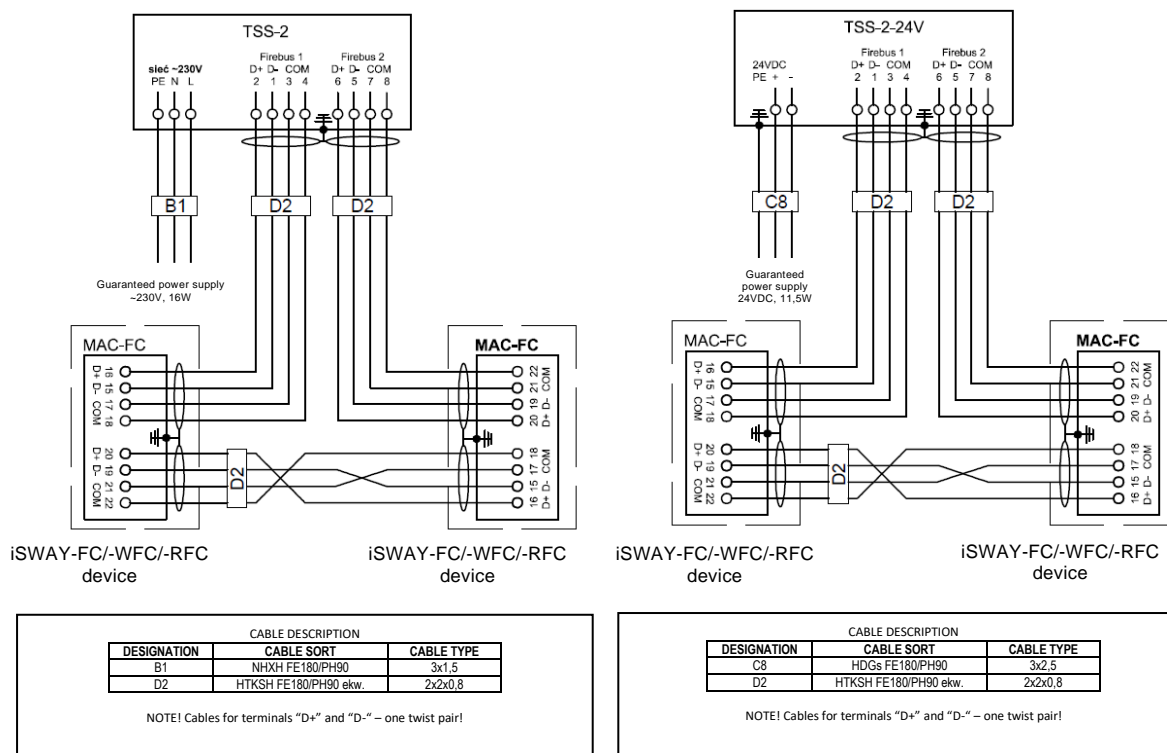 TSS-2
Firebus 1 Firebus 2
sieć ~230V D+ D- COM D+ D- COM
PE N L 2 1 3 4 6 5 7 8
B1 D2 D2
Guaranteed power supply
~230V, 16W
MAC-FC MAC-FC
D+ 16 22
D- 15 21 COM
COM 17 19 D-
18 20 D+
D+ 20 18
D- 19 17 COM
COM 21 15 D-
22 16 D+
D2
iSWAY-FC/-WFC/-RFC
device
iSWAY-FC/-WFC/-RFC
device
CABLE DESCRIPTION
DESIGNATION CABLE SORT CABLE TYPE
B1 NHXH FE180/PH90 3x1,5
D2 HTKSH FE180/PH90 ekw. 2x2x0,8
NOTE! Cables for terminals “D+” and “D-“ – one twist pair!
TSS-2-24V
Firebus 1 Firebus 2
24VDC D+ D- COM D+ D- COM
PE + - 2 1 3 4 6 5 7 8
C8 D2 D2
Guaranteed
power supply
24VDC, 11,5W
MAC-FC MAC-FC
D+ 16 22
D- 15 21 COM
COM 17 19 D-
18 20 D+
D+ 20 18
D- 19 17 COM
COM 21 15 D-
22 16 D+
D2
iSWAY-FC/-WFC/-RFC
device
iSWAY-FC/-WFC/-RFC
device
CABLE DESCRIPTION
DESIGNATION CABLE SORT CABLE TYPE
C8 HDGs FE180/PH90 3x2,5
D2 HTKSH FE180/PH90 ekw. 2x2x0,8
NOTE! Cables for terminals “D+” and “D-“ – one twist pair!